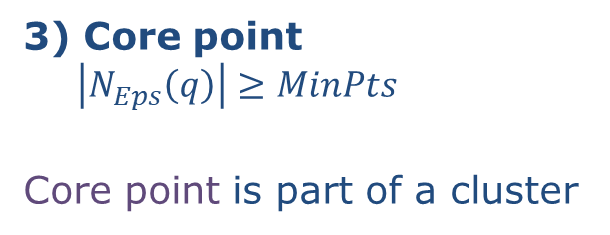 3) Core point
|N_{Eps}(q)| ≥ MinPts
Core point is part of a cluster